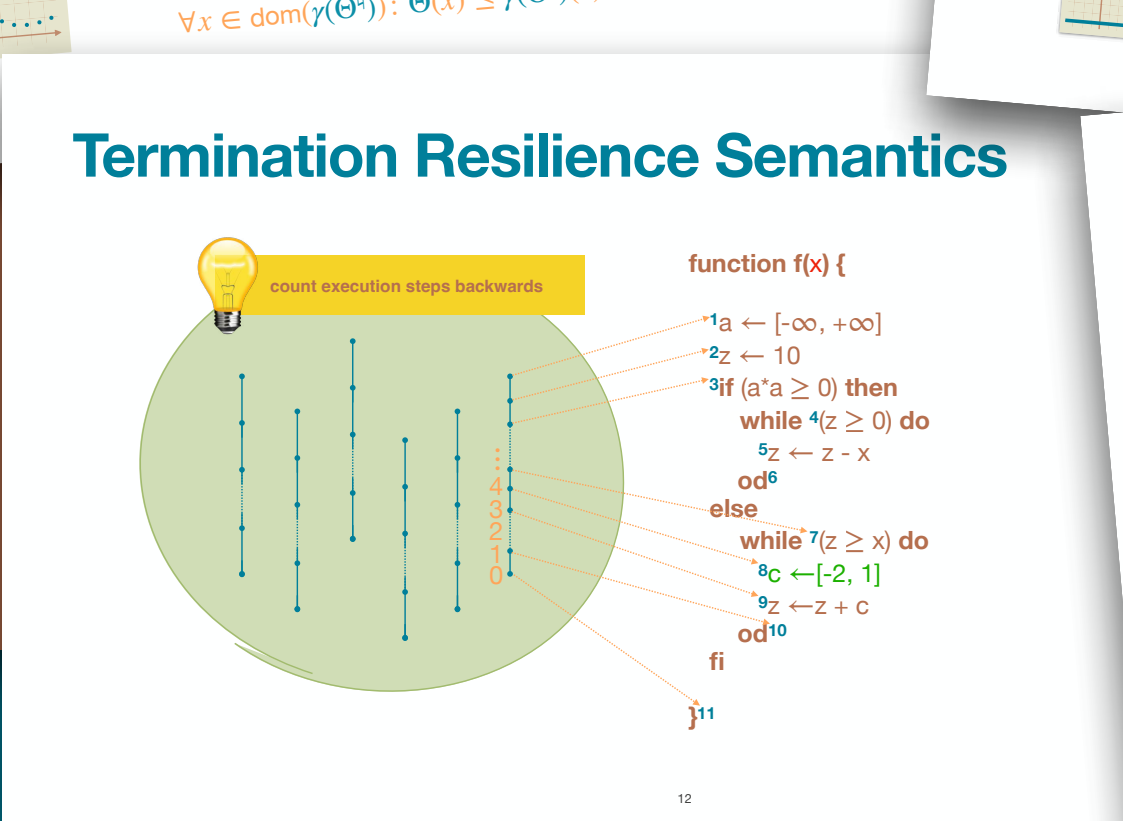 ∀x ∈ dom(γ(Θ♮)): Θ(x) ≤
Termination Resilience Semantics
count execution steps backwards
⋮
4
3
2
1
0
function f(x) {
1a ← [-∞, +∞]
2z ← 10
3if (a*a ≥ 0) then
while 4(z ≥ 0) do
5z ← z - x
od6
else
while 7(z ≥ x) do
8c ←[-2, 1]
9z ←z + c
od10
fi
}11
12